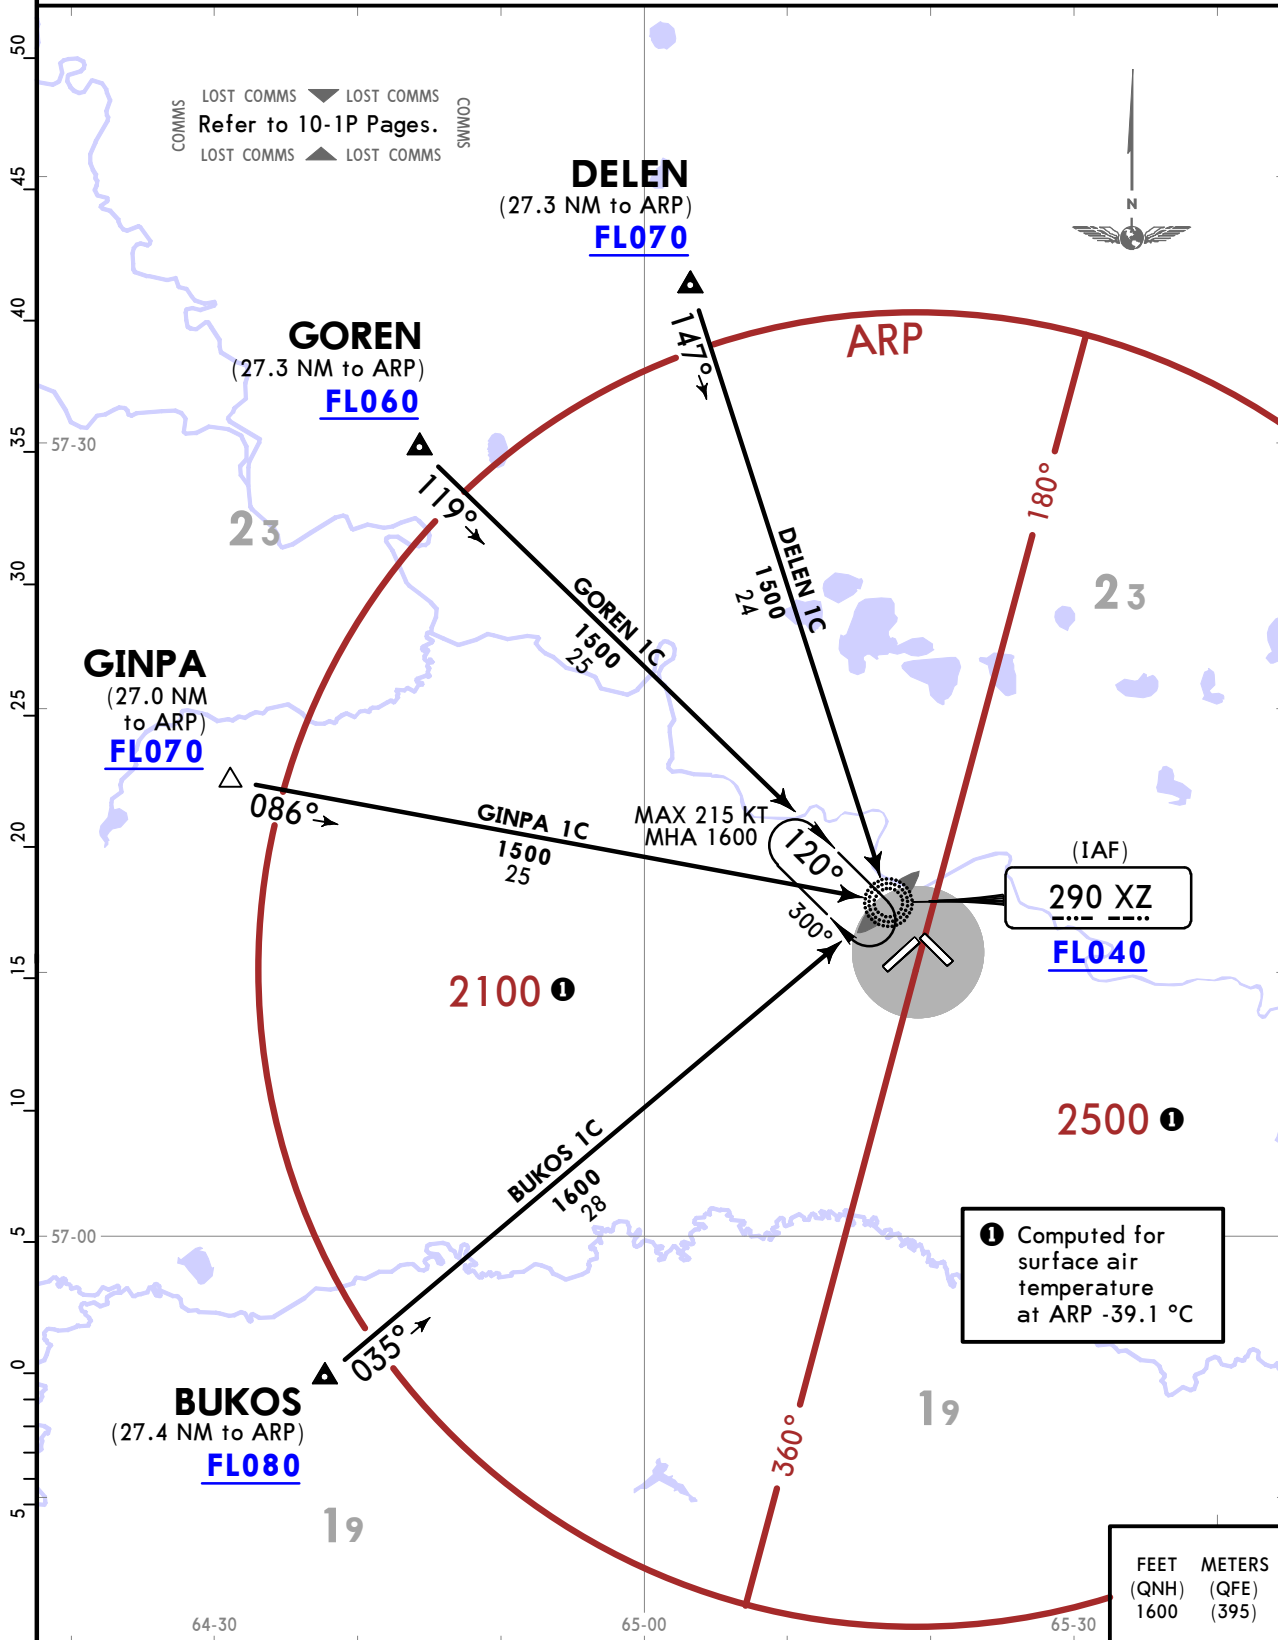 50
45
40
35
30
25
20
15
10
5
0
5
LOST COMMS LOST COMMS
COMMS
Refer to 10-1P Pages.
COMMS
LOST COMMS LOST COMMS
N
DELEN
(27.3 NM to ARP)
FL070
147°
ARP
GOREN
(27.3 NM to ARP)
FL060
119°
57-30
23
180°
23
DELEN 1C
1500
24
GOREN 1C
1500
25
GINPA
(27.0 NM
to ARP)
FL070
086°
GINPA 1C
1500
25
MAX 215 KT
MHA 1600
120°
300°
(IAF)
290 XZ
FL040
2100 1
2500 1
BUKOS 1C
1600
28
57-00
1 Computed for
surface air
temperature
at ARP -39.1 °C
035°
BUKOS
(27.4 NM to ARP)
FL080
360°
19
19
FEET METERS
(QNH) (QFE)
1600 (395)
64-30
65-00
65-30